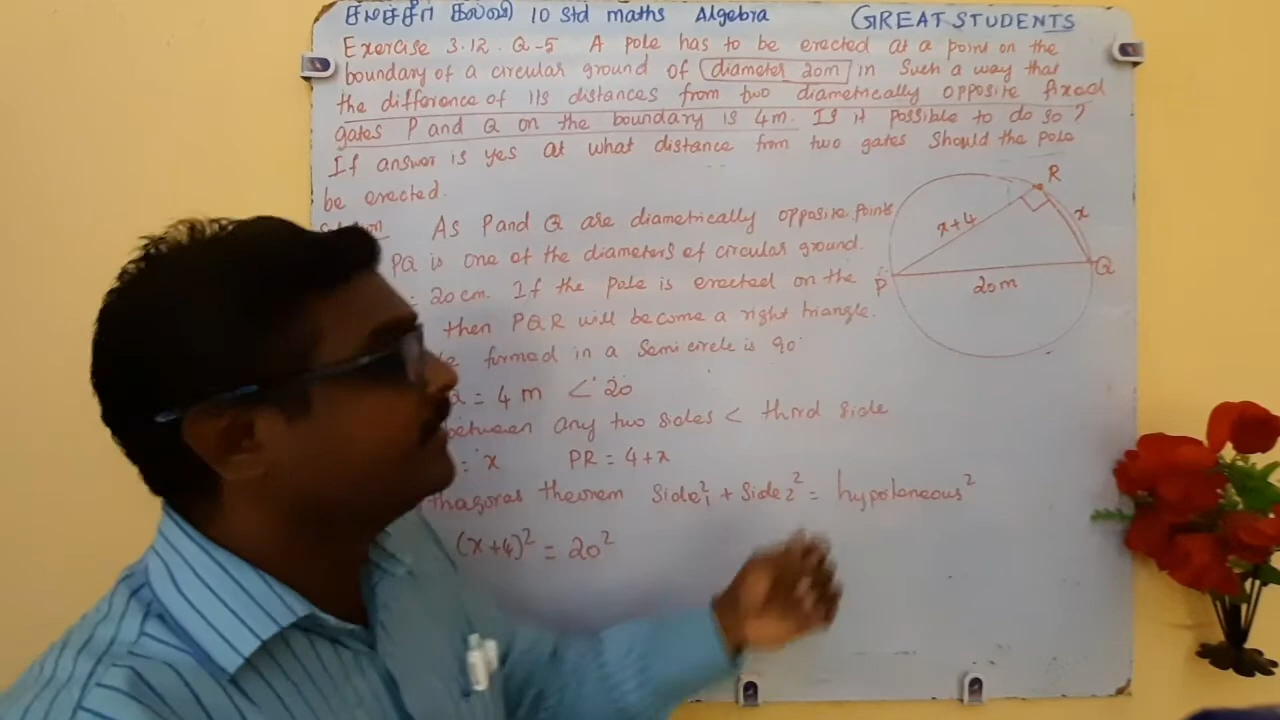 சமச்சீர் கல்வி 10 std maths Algebra GREAT STUDENTS
Exercise 3.12. Q-5 A pole has to be erected at a point on the
boundary of a circular ground of diameter 20m in such a way that
the difference of its distances from two diametrically opposite fixed
gates P and Q on the boundary is 4m. Is it possible to do so?
If answer is yes at what distance from two gates should the pole
be erected.
As P and Q are diametrically opposite points
PQ is one of the diameters of circular ground.
= 20 cm. If the pole is erected on the
then PQR will become a right triangle.
formed in a semicircle is 90°
= 4 m < 20
between any two sides < third side
= x PR = 4+x
thagoras theorem Side₁² + Side₂² = hypoteneous²
(x+4)² = 20²
R
x+4
x
P
Q
20m